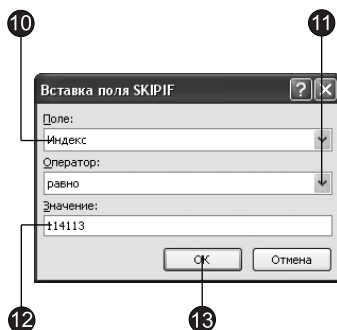 10 11
Вставка поля SKIPIF
Поле:
Индекс
Оператор:
равно
Значение:
114113
ОК Отмена
12 13